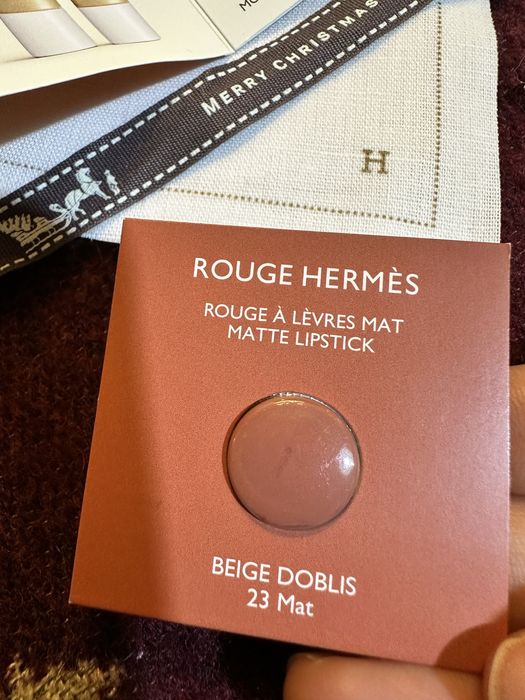 MERRY CHRISTMAS
H
ROUGE HERMÈS
ROUGE À LÈVRES MAT
MATTE LIPSTICK
BEIGE DOBLIS
23 Mat